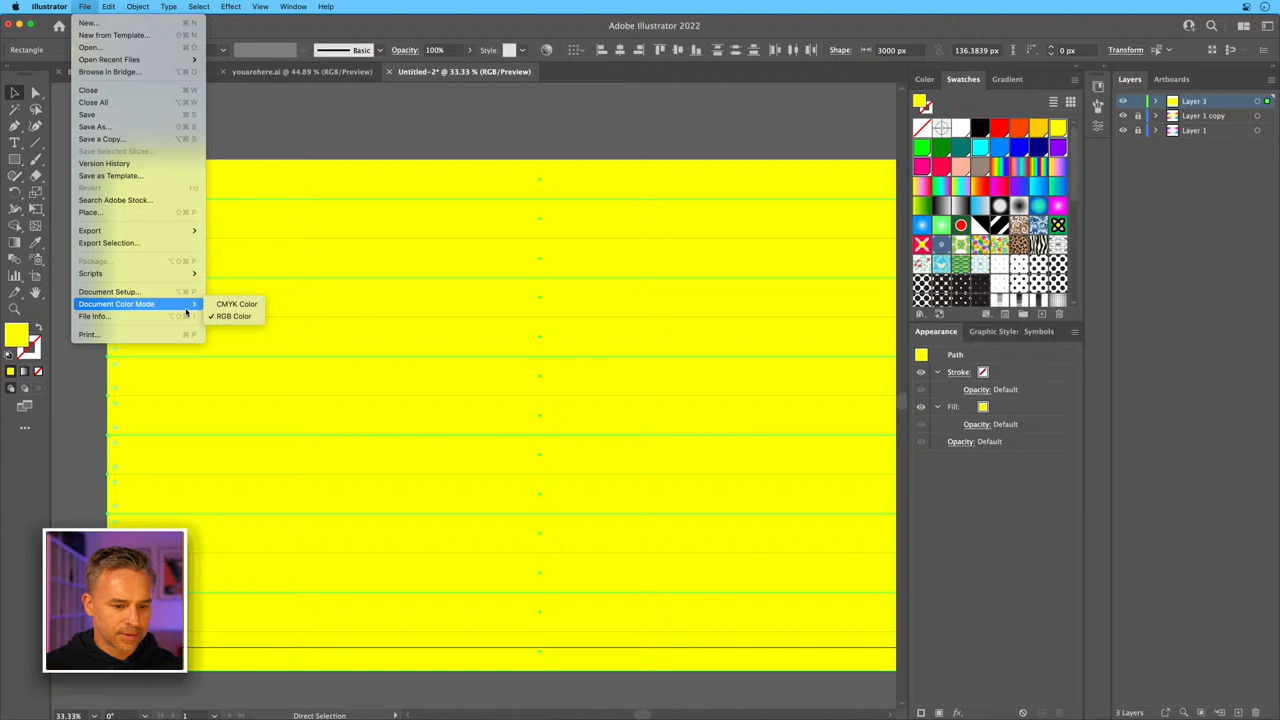 Illustrator File Edit Object Type Select Effect View Window Help
Adobe Illustrator 2022
Rectangle
Basic
Opacity: 100%
Style:
Shape: 3000 px
136.3839 px
0 px
Transform
youarehere.ai @ 44.89 % (RGB/Preview)
Untitled-2* @ 33.33 % (RGB/Preview)
New... ⌘ N
New from Template... ⇧⌘ N
Open... ⌘ O
Open Recent Files
Browse in Bridge... ⌥⌘ O
Close ⌘ W
Close All ⌥⌘ W
Save ⌘ S
Save As... ⇧⌘ S
Save a Copy... ⌥⌘ S
Save Selected Slices...
Version History
Save as Template...
Revert F12
Search Adobe Stock...
Place... ⇧⌘ P
Export
Export Selection...
Package... ⌥⇧⌘ P
Scripts
Document Setup... ⌥⌘ P
Document Color Mode
File Info... ⌥⇧⌘ I
Print... ⌘ P
CMYK Color
✓ RGB Color
Color Swatches Gradient
Layers Artboards
Layer 3
Layer 1 copy
Layer 1
Appearance Graphic Styles Symbols
Path
Stroke:
Opacity: Default
Fill:
Opacity: Default
Opacity: Default
33.33% 0° 1 Direct Selection
3 Layers